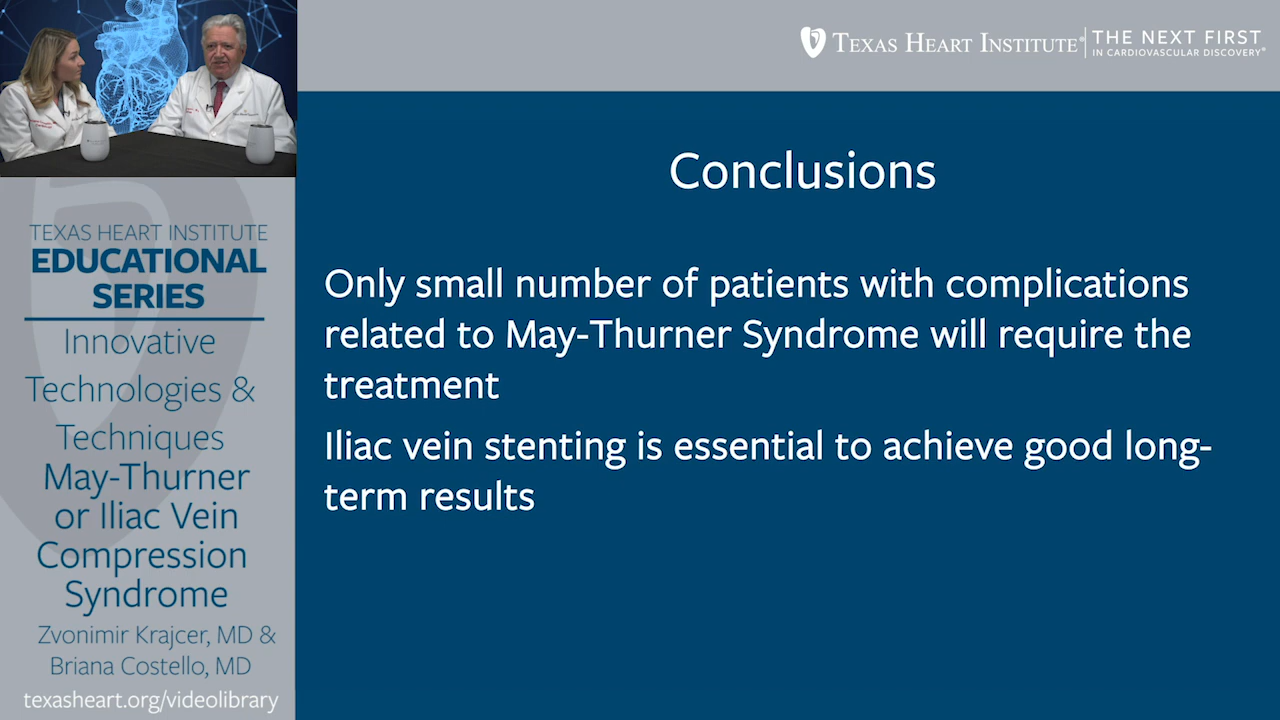 TEXAS HEART INSTITUTE®
THE NEXT FIRST
IN CARDIOVASCULAR DISCOVERY®
TEXAS HEART INSTITUTE
EDUCATIONAL
SERIES
Innovative
Technologies &
Techniques
May-Thurner
or Iliac Vein
Compression
Syndrome
Zvonimir Krajcer, MD &
Briana Costello, MD
texasheart.org/videolibrary
Conclusions
Only small number of patients with complications
related to May-Thurner Syndrome will require the
treatment
Iliac vein stenting is essential to achieve good long-
term results